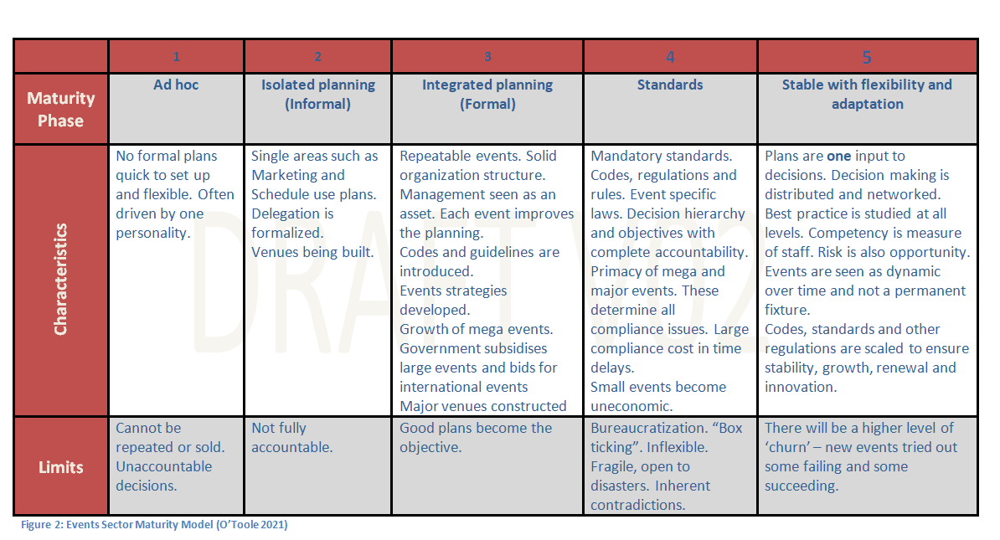 1
2
3
4
5
Maturity
Phase
Ad hoc
Isolated planning
(Informal)
Integrated planning
(Formal)
Standards
Stable with flexibility and
adaptation
Characteristics
No formal plans
quick to set up
and flexible. Often
driven by one
personality.
Single areas such as
Marketing and
Schedule use plans.
Delegation is
formalized.
Venues being built.
Repeatable events. Solid
organization structure.
Management seen as an
asset. Each event improves
the planning.
Codes and guidelines are
introduced.
Events strategies
developed.
Growth of mega events.
Government subsidises
large events and bids for
international events
Major venues constructed
Mandatory standards.
Codes, regulations and
rules. Event specific
laws. Decision hierarchy
and objectives with
complete accountability.
Primacy of mega and
major events. These
determine all
compliance issues. Large
compliance cost in time
delays.
Small events become
uneconomic.
Plans are one input to
decisions. Decision making is
distributed and networked.
Best practice is studied at all
levels. Competency is measure
of staff. Risk is also opportunity.
Events are seen as dynamic
over time and not a permanent
fixture.
Codes, standards and other
regulations are scaled to ensure
stability, growth, renewal and
innovation.
Limits
Cannot be
repeated or sold.
Unaccountable
decisions.
Not fully
accountable.
Good plans become the
objective.
Bureaucratization. “Box
ticking”. Inflexible.
Fragile, open to
disasters. Inherent
contradictions.
There will be a higher level of
‘churn’ – new events tried out
some failing and some
succeeding.
DRAFT V02
Figure 2: Events Sector Maturity Model (O’Toole 2021)